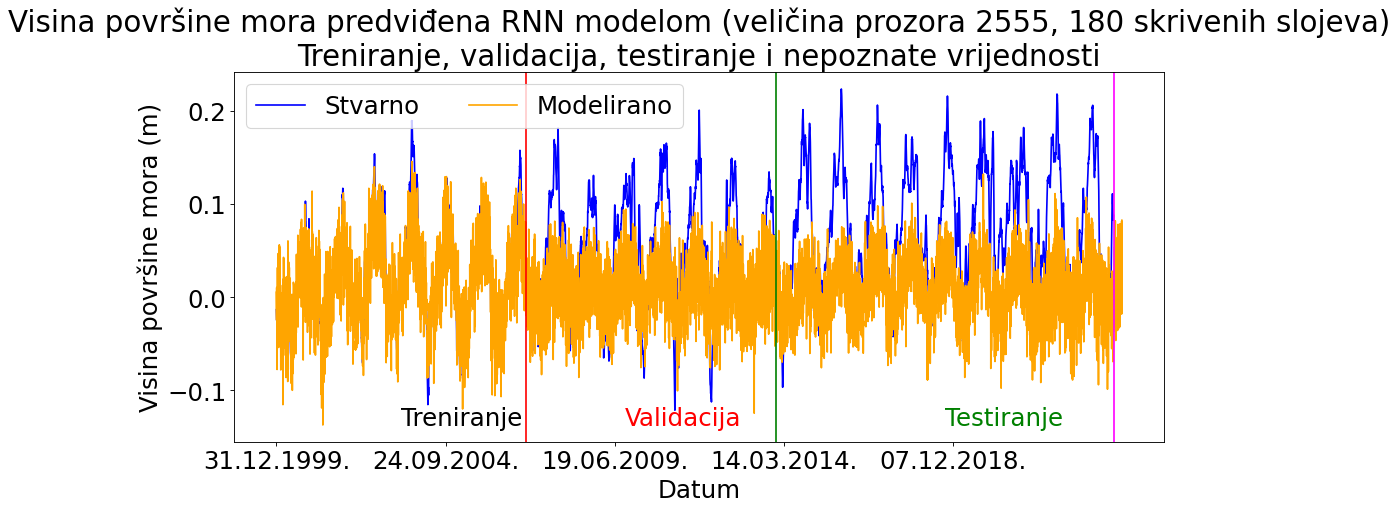 Visina površine mora predviđena RNN modelom (veličina prozora 2555, 180 skrivenih slojeva)
Treniranje, validacija, testiranje i nepoznate vrijednosti
Stvarno Modelirano
Visina površine mora (m)
0.2
0.1
0.0
−0.1
Treniranje Validacija Testiranje
31.12.1999. 24.09.2004. 19.06.2009. 14.03.2014. 07.12.2018.
Datum